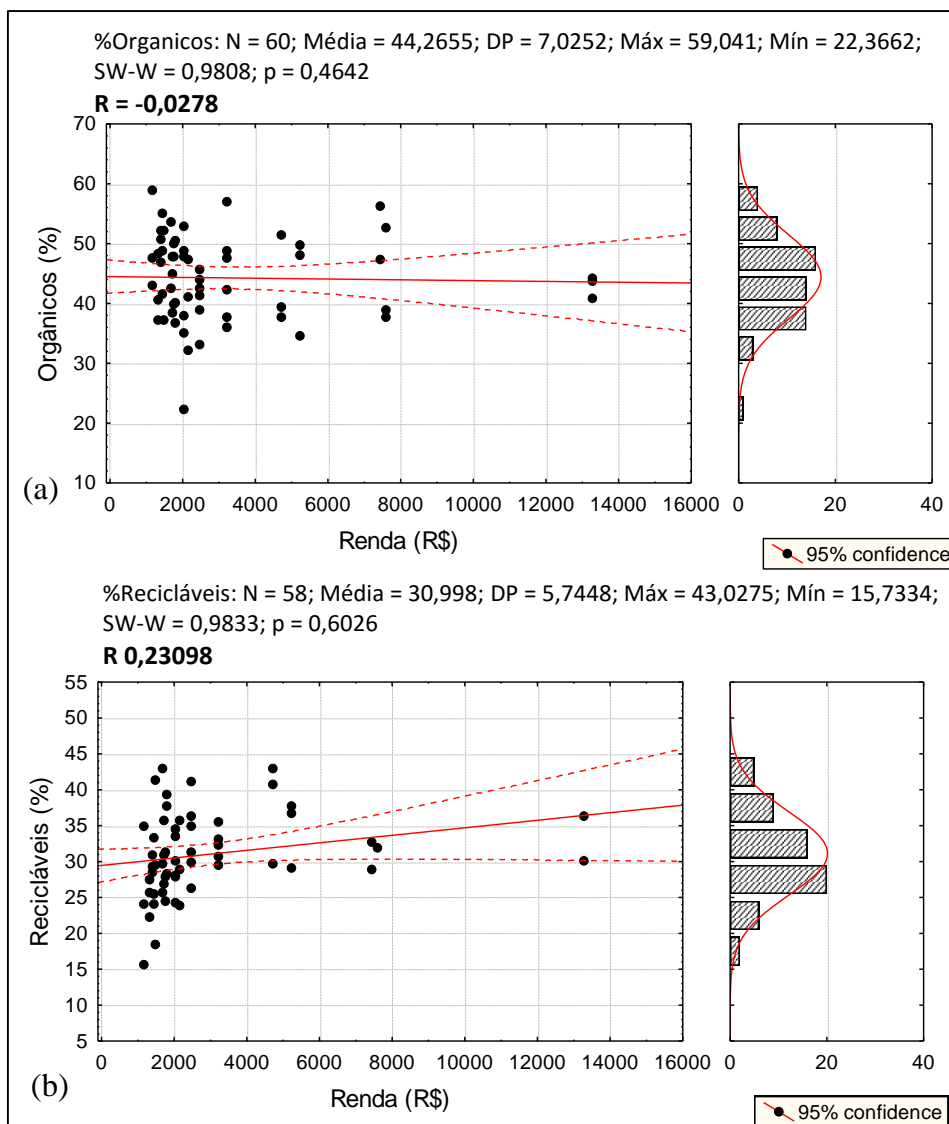 %Organicos: N = 60; Média = 44,2655; DP = 7,0252; Máx = 59,041; Mín = 22,3662;
SW-W = 0,9808; p = 0,4642
R = -0,0278
70
60
50
40
30
20
10
Orgânicos (%)
0 2000 4000 6000 8000 10000 12000 14000 16000
Renda (R$)
0 20 40
(a)
95% confidence
%Recicláveis: N = 58; Média = 30,998; DP = 5,7448; Máx = 43,0275; Mín = 15,7334;
SW-W = 0,9833; p = 0,6026
R 0,23098
55
50
45
40
35
30
25
20
15
10
5
Recicláveis (%)
0 2000 4000 6000 8000 10000 12000 14000 16000
Renda (R$)
0 20 40
(b)
95% confidence